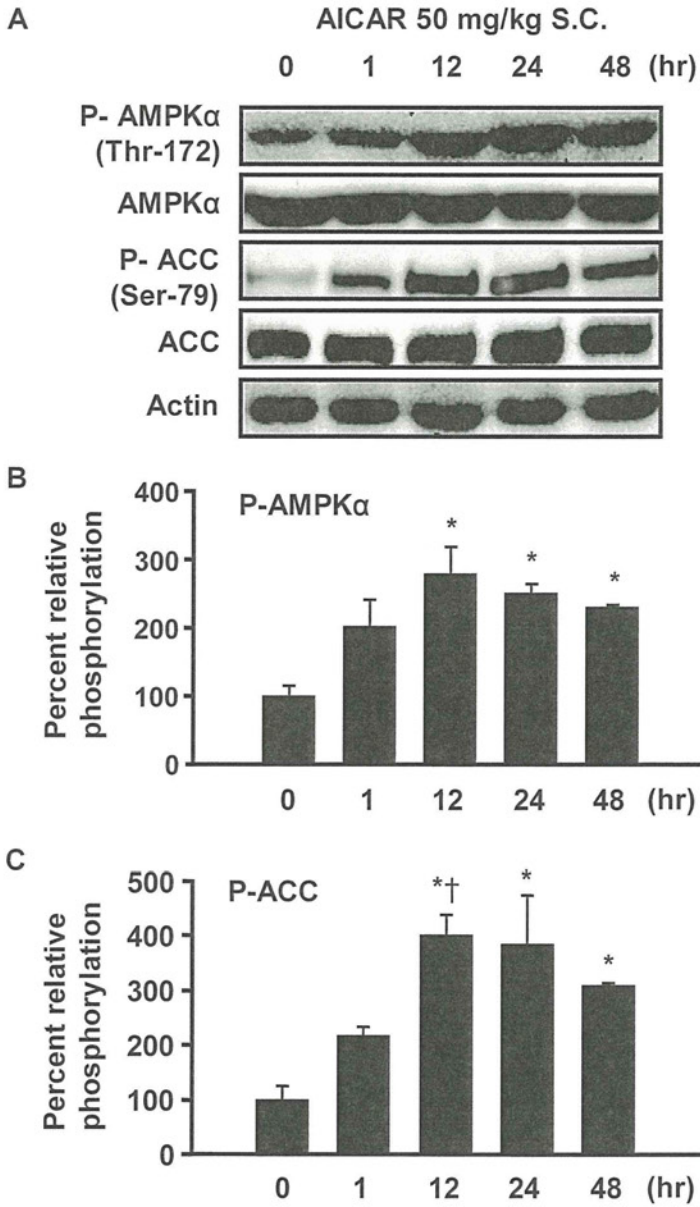 A
AICAR 50 mg/kg S.C.
0 1 12 24 48 (hr)
P- AMPKα
(Thr-172)
AMPKα
P- ACC
(Ser-79)
ACC
Actin
B
P-AMPKα
Percent relative
phosphorylation
400
300
200
100
0
* * *
0 1 12 24 48 (hr)
C
P-ACC
Percent relative
phosphorylation
500
400
300
200
100
0
*† * *
0 1 12 24 48 (hr)